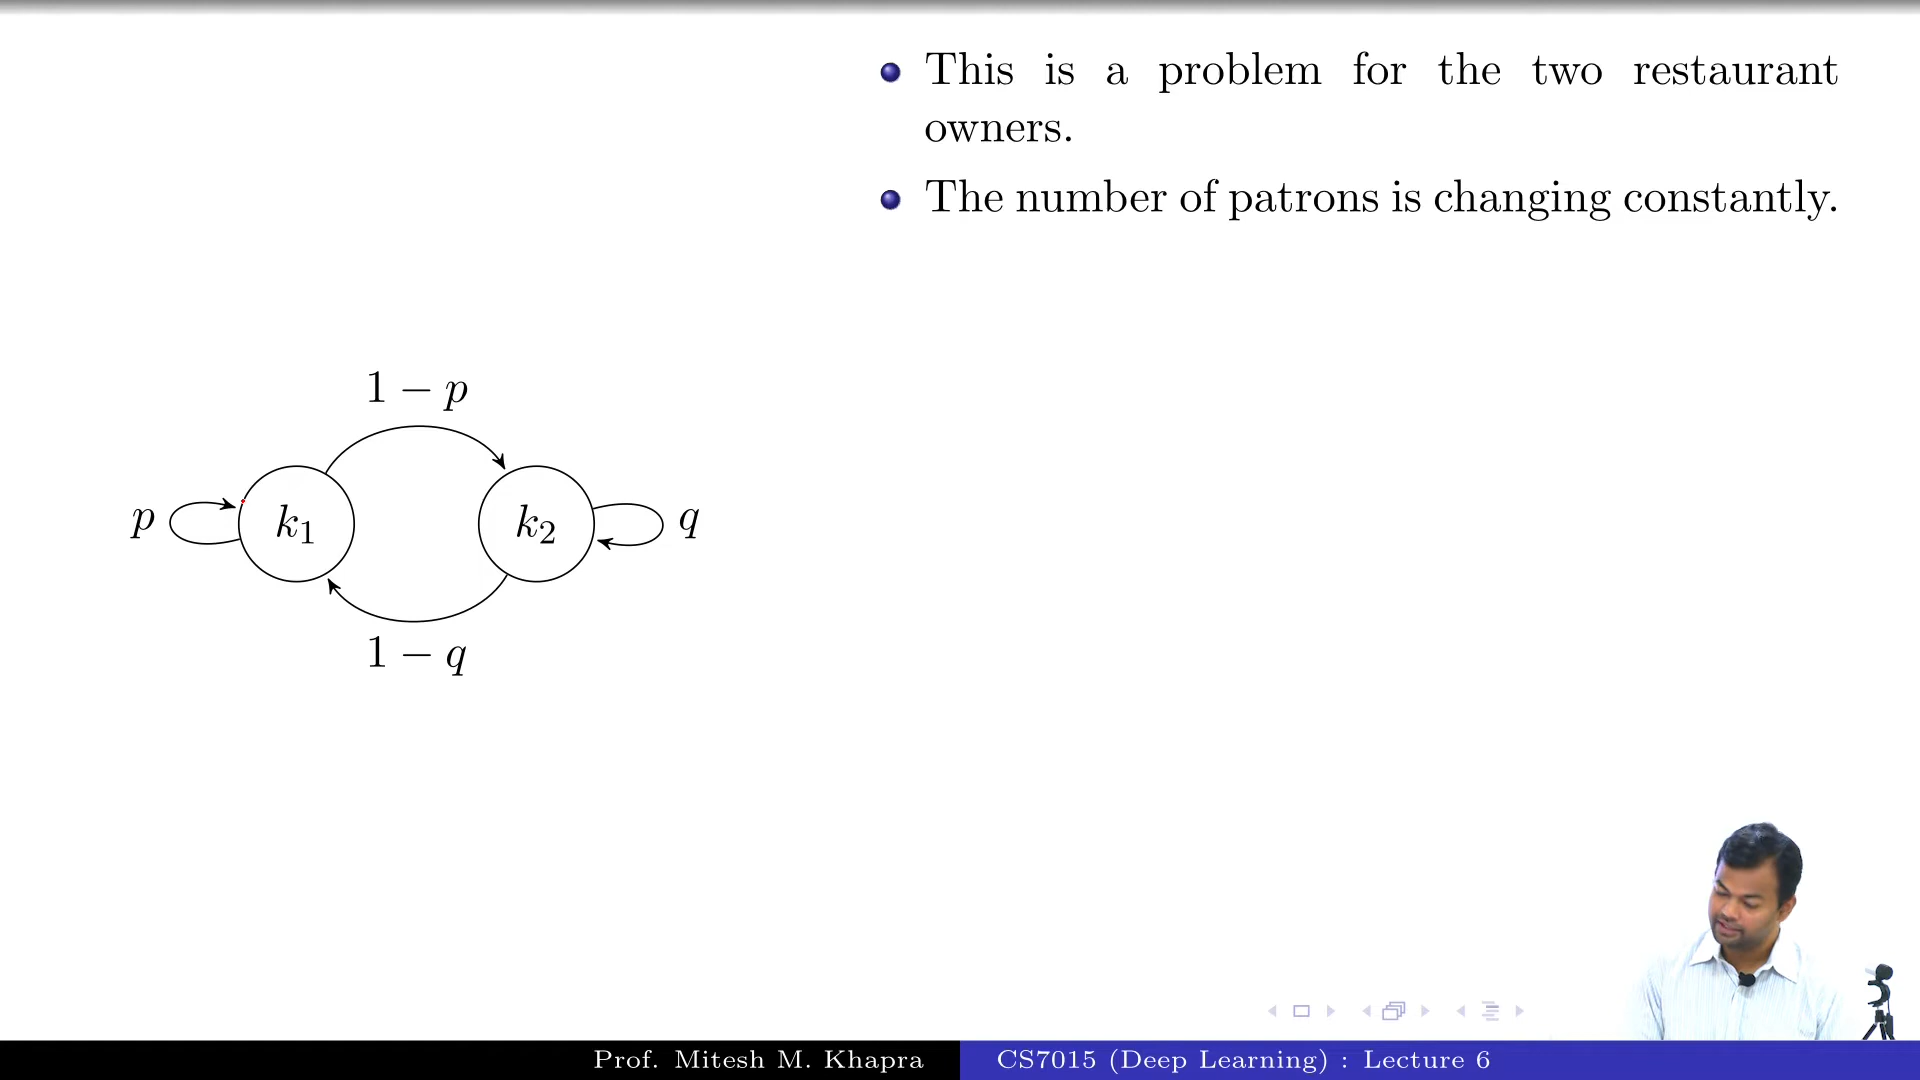 This is a problem for the two restaurant
owners.
The number of patrons is changing constantly.
1 − p
p
k₁
k₂
q
1 − q
Prof. Mitesh M. Khapra
CS7015 (Deep Learning) : Lecture 6